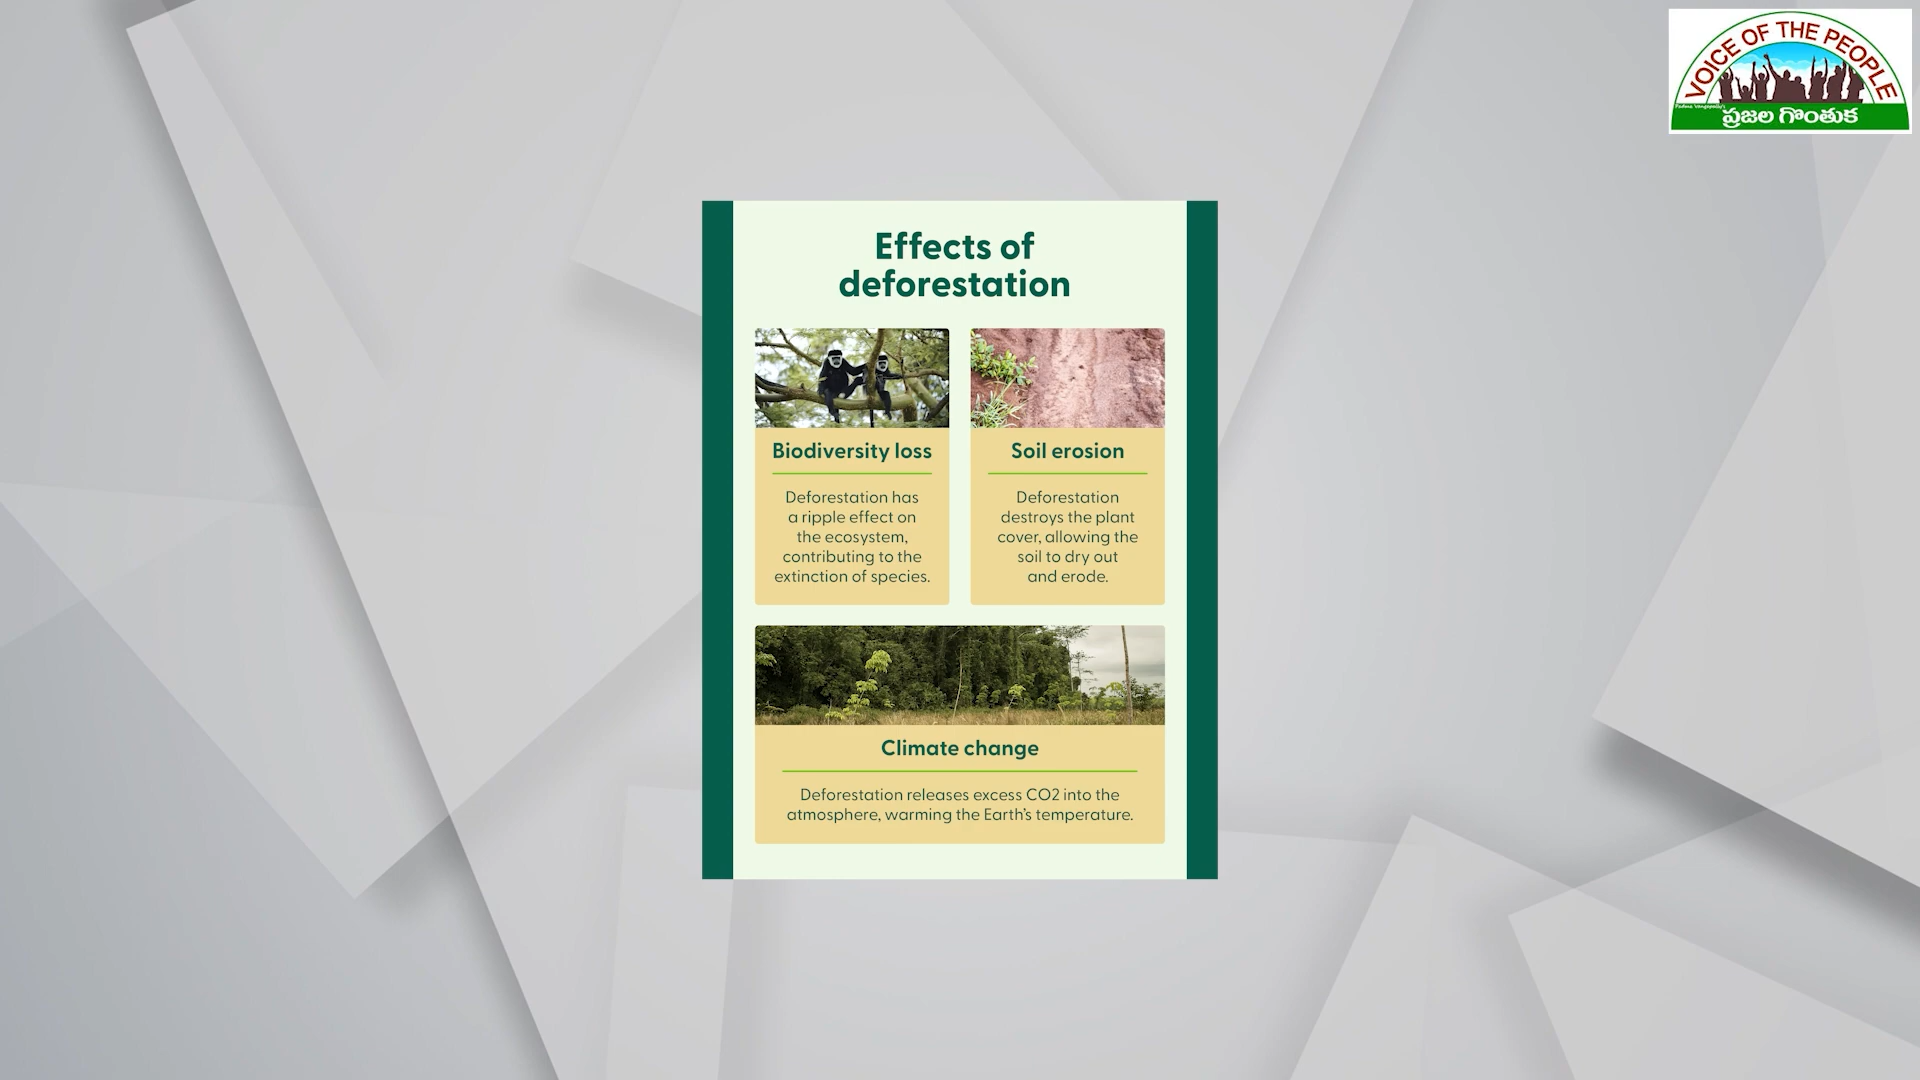 VOICE OF THE PEOPLE
ప్రజల గొంతుక
Effects of
deforestation
Biodiversity loss
Deforestation has
a ripple effect on
the ecosystem,
contributing to the
extinction of species.
Soil erosion
Deforestation
destroys the plant
cover, allowing the
soil to dry out
and erode.
Climate change
Deforestation releases excess CO2 into the
atmosphere, warming the Earth's temperature.